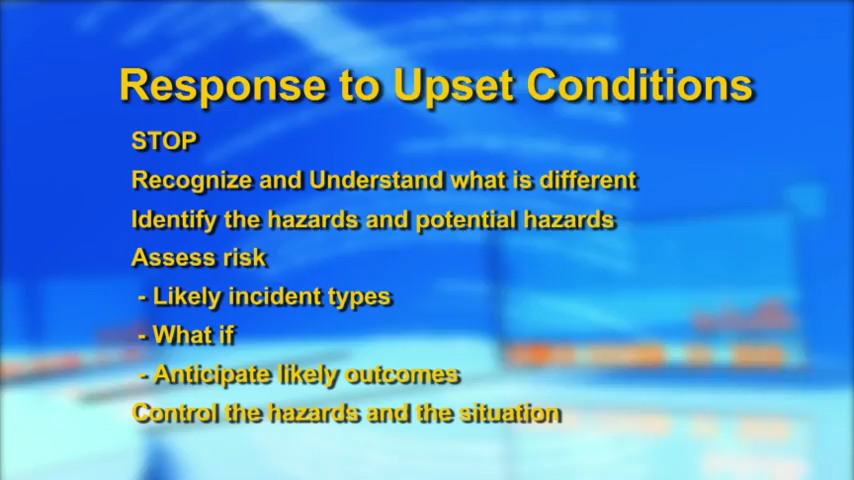 Response to Upset Conditions
STOP
Recognize and Understand what is different
Identify the hazards and potential hazards
Assess risk
- Likely incident types
- What if
- Anticipate likely outcomes
Control the hazards and the situation